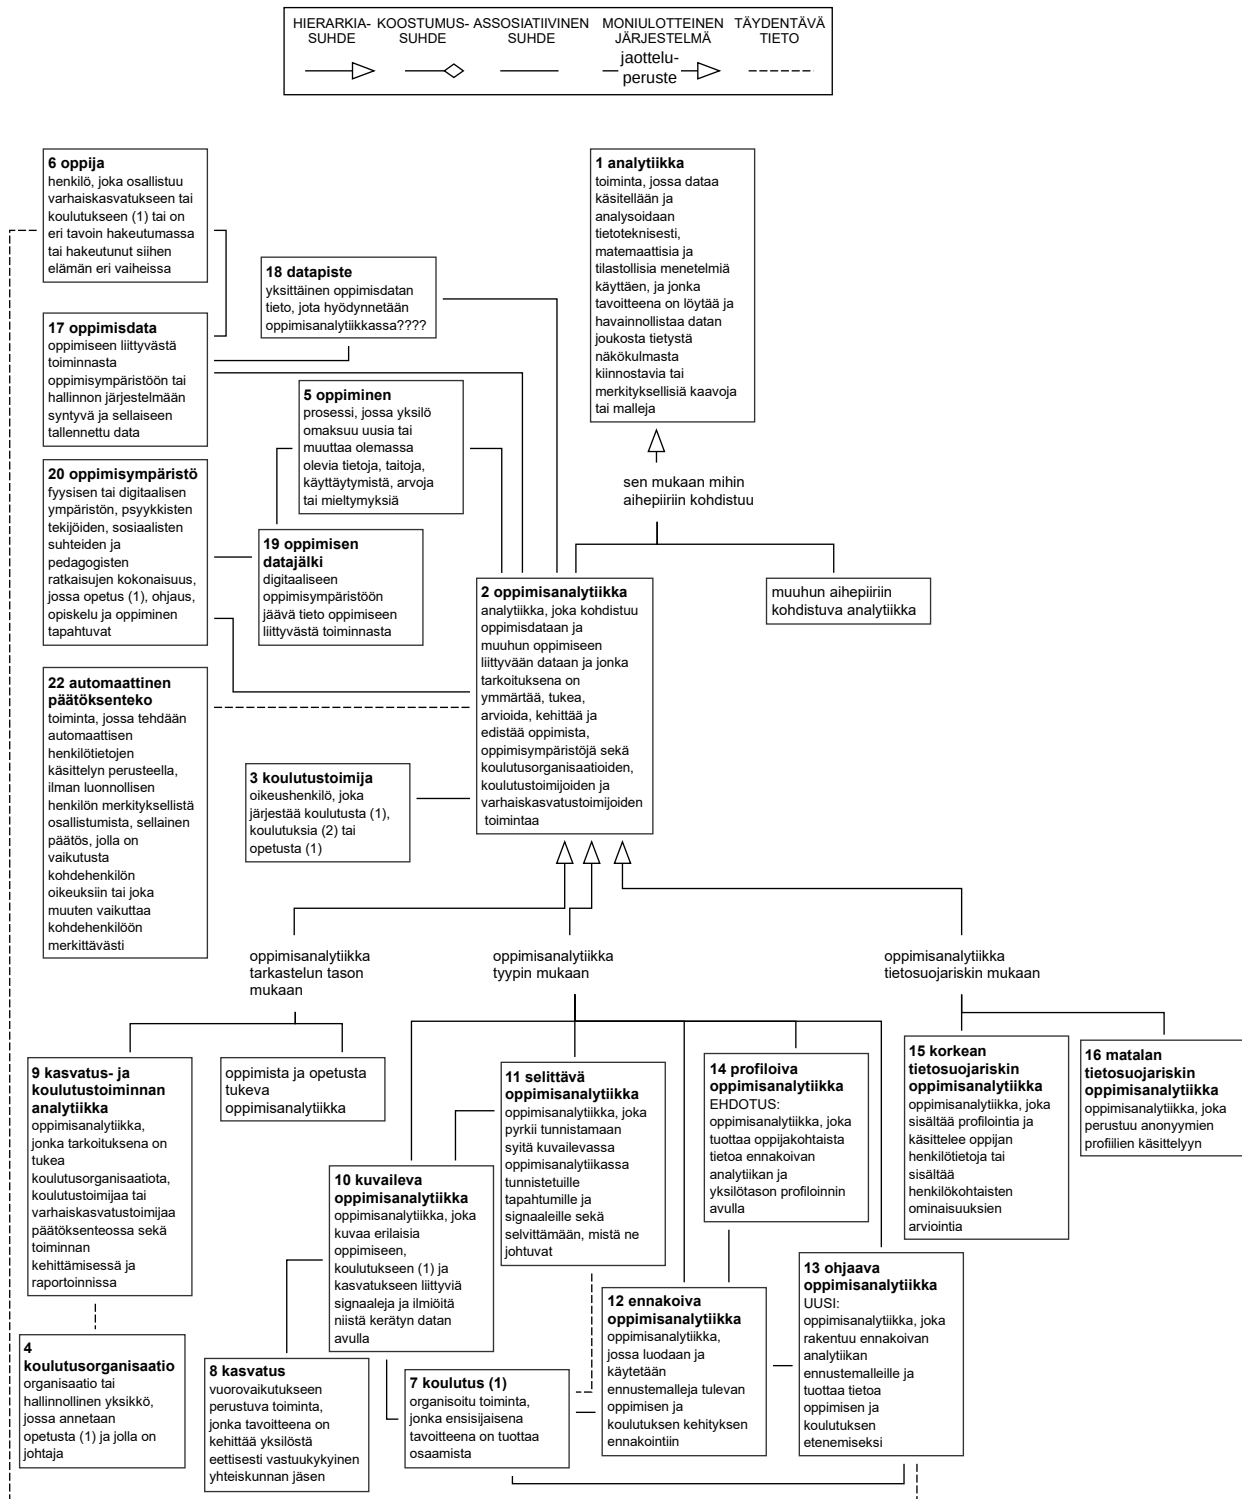 HIERARKIA-
SUHDE
KOOSTUMUS-
SUHDE
ASSOSIATIIVINEN
SUHDE
MONIULOTTEINEN
JÄRJESTELMÄ
jaottelu-
peruste
TÄYDENTÄVÄ
TIETO
6 oppija
henkilö, joka osallistuu
varhaiskasvatukseen tai
koulutukseen (1) tai on
eri tavoin hakeutumassa
tai hakeutunut siihen
elämän eri vaiheissa
1 analytiikka
toiminta, jossa dataa
käsitellään ja
analysoidaan
tietoteknisesti,
matemaattisia ja
tilastollisia menetelmiä
käyttäen, ja jonka
tavoitteena on löytää ja
havainnollistaa datan
joukosta tietystä
näkökulmasta
kiinnostavia tai
merkityksellisiä kaavoja
tai malleja
18 datapiste
yksittäinen oppimisdatan
tieto, jota hyödynnetään
oppimisanalytiikkassa????
17 oppimisdata
oppimiseen liittyvästä
toiminnasta
oppimisympäristöön tai
hallinnon järjestelmään
syntyvä ja sellaiseen
tallennettu data
5 oppiminen
prosessi, jossa yksilö
omaksuu uusia tai
muuttaa olemassa
olevia tietoja, taitoja,
käyttäytymistä, arvoja
tai mieltymyksiä
20 oppimisympäristö
fyysisen tai digitaalisen
ympäristön, psyykkisten
tekijöiden, sosiaalisten
suhteiden ja
pedagogisten
ratkaisujen kokonaisuus,
jossa opetus (1), ohjaus,
opiskelu ja oppiminen
tapahtuvat
sen mukaan mihin
aihepiiriin kohdistuu
19 oppimisen
datajälki
digitaaliseen
oppimisympäristöön
jäävä tieto oppimiseen
liittyvästä toiminnasta
2 oppimisanalytiikka
analytiikka, joka kohdistuu
oppimisdataan ja
muuhun oppimiseen
liittyvään dataan ja jonka
tarkoituksena on
ymmärtää, tukea,
arvioida, kehittää ja
edistää oppimista,
oppimisympäristöjä sekä
koulutusorganisaatioiden,
koulutustoimijoiden ja
varhaiskasvatustoimijoiden
toimintaa
muuhun aihepiiriin
kohdistuva analytiikka
22 automaattinen
päätöksenteko
toiminta, jossa tehdään
automaattisen
henkilötietojen
käsittelyn perusteella,
ilman luonnollisen
henkilön merkityksellistä
osallistumista, sellainen
päätös, jolla on
vaikutusta
kohdehenkilön
oikeuksiin tai joka
muuten vaikuttaa
kohdehenkilöön
merkittävästi
3 koulutustoimija
oikeushenkilö, joka
järjestää koulutusta (1),
koulutuksia (2) tai
opetusta (1)
oppimisanalytiikka
tarkastelun tason
mukaan
oppimisanalytiikka
tyypin mukaan
oppimisanalytiikka
tietosuojariskin mukaan
9 kasvatus- ja
koulutustoiminnan
analytiikka
oppimisanalytiikka,
jonka tarkoituksena on
tukea
koulutusorganisaatiota,
koulutustoimijaa tai
varhaiskasvatustoimijaa
päätöksenteossa sekä
toiminnan
kehittämisessä ja
raportoinnissa
oppimista ja opetusta
tukeva
oppimisanalytiikka
11 selittävä
oppimisanalytiikka
oppimisanalytiikka, joka
pyrkii tunnistamaan
syitä kuvailevassa
oppimisanalytiikassa
tunnistetuille
tapahtumille ja
signaaleille sekä
selvittämään, mistä ne
johtuvat
14 profiloiva
oppimisanalytiikka
EHDOTUS:
oppimisanalytiikka, joka
tuottaa oppijakohtaista
tietoa ennakoivan
analytiikan ja
yksilötason profiloinnin
avulla
15 korkean
tietosuojariskin
oppimisanalytiikka
oppimisanalytiikka, joka
sisältää profilointia ja
käsittelee oppijan
henkilötietoja tai
sisältää
henkilökohtaisten
ominaisuuksien
arviointia
16 matalan
tietosuojariskin
oppimisanalytiikka
oppimisanalytiikka, joka
perustuu anonyymien
profiilien käsittelyyn
10 kuvaileva
oppimisanalytiikka
oppimisanalytiikka, joka
kuvaa erilaisia
oppimiseen,
koulutukseen (1) ja
kasvatukseen liittyviä
signaaleja ja ilmiöitä
niistä kerätyn datan
avulla
12 ennakoiva
oppimisanalytiikka
oppimisanalytiikka,
jossa luodaan ja
käytetään
ennustemalleja tulevan
oppimisen ja
koulutuksen kehityksen
ennakointiin
13 ohjaava
oppimisanalytiikka
UUSI:
oppimisanalytiikka, joka
rakentuu ennakoivan
analytiikan
ennustemalleille ja
tuottaa tietoa
oppimisen ja
koulutuksen
etenemiseksi
4
koulutusorganisaatio
organisaatio tai
hallinnollinen yksikkö,
jossa annetaan
opetusta (1) ja jolla on
johtaja
8 kasvatus
vuorovaikutukseen
perustuva toiminta,
jonka tavoitteena on
kehittää yksilöstä
eettisesti vastuukykyinen
yhteiskunnan jäsen
7 koulutus (1)
organisoitu toiminta,
jonka ensisijaisena
tavoitteena on tuottaa
osaamista